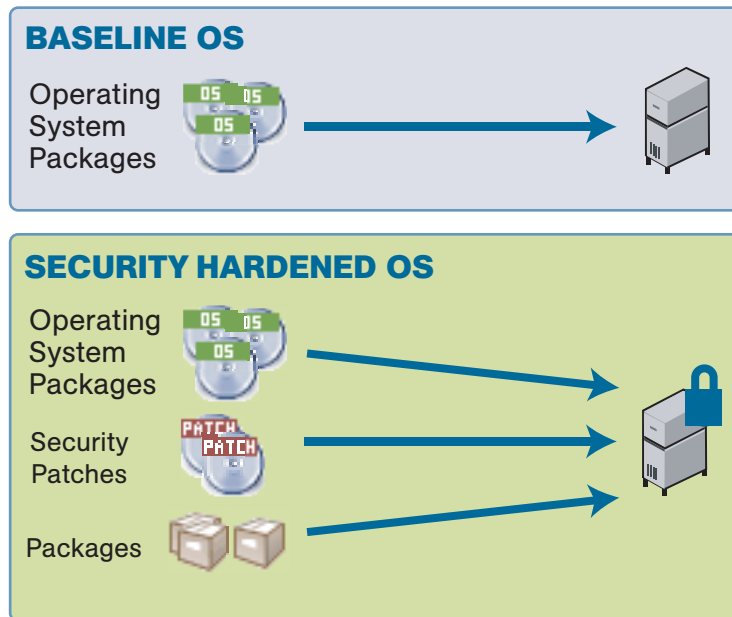 BASELINE OS
Operating
System
Packages
OS
OS
OS
SECURITY HARDENED OS
Operating
System
Packages
OS
OS
OS
Security
Patches
PATCH
PATCH
Packages